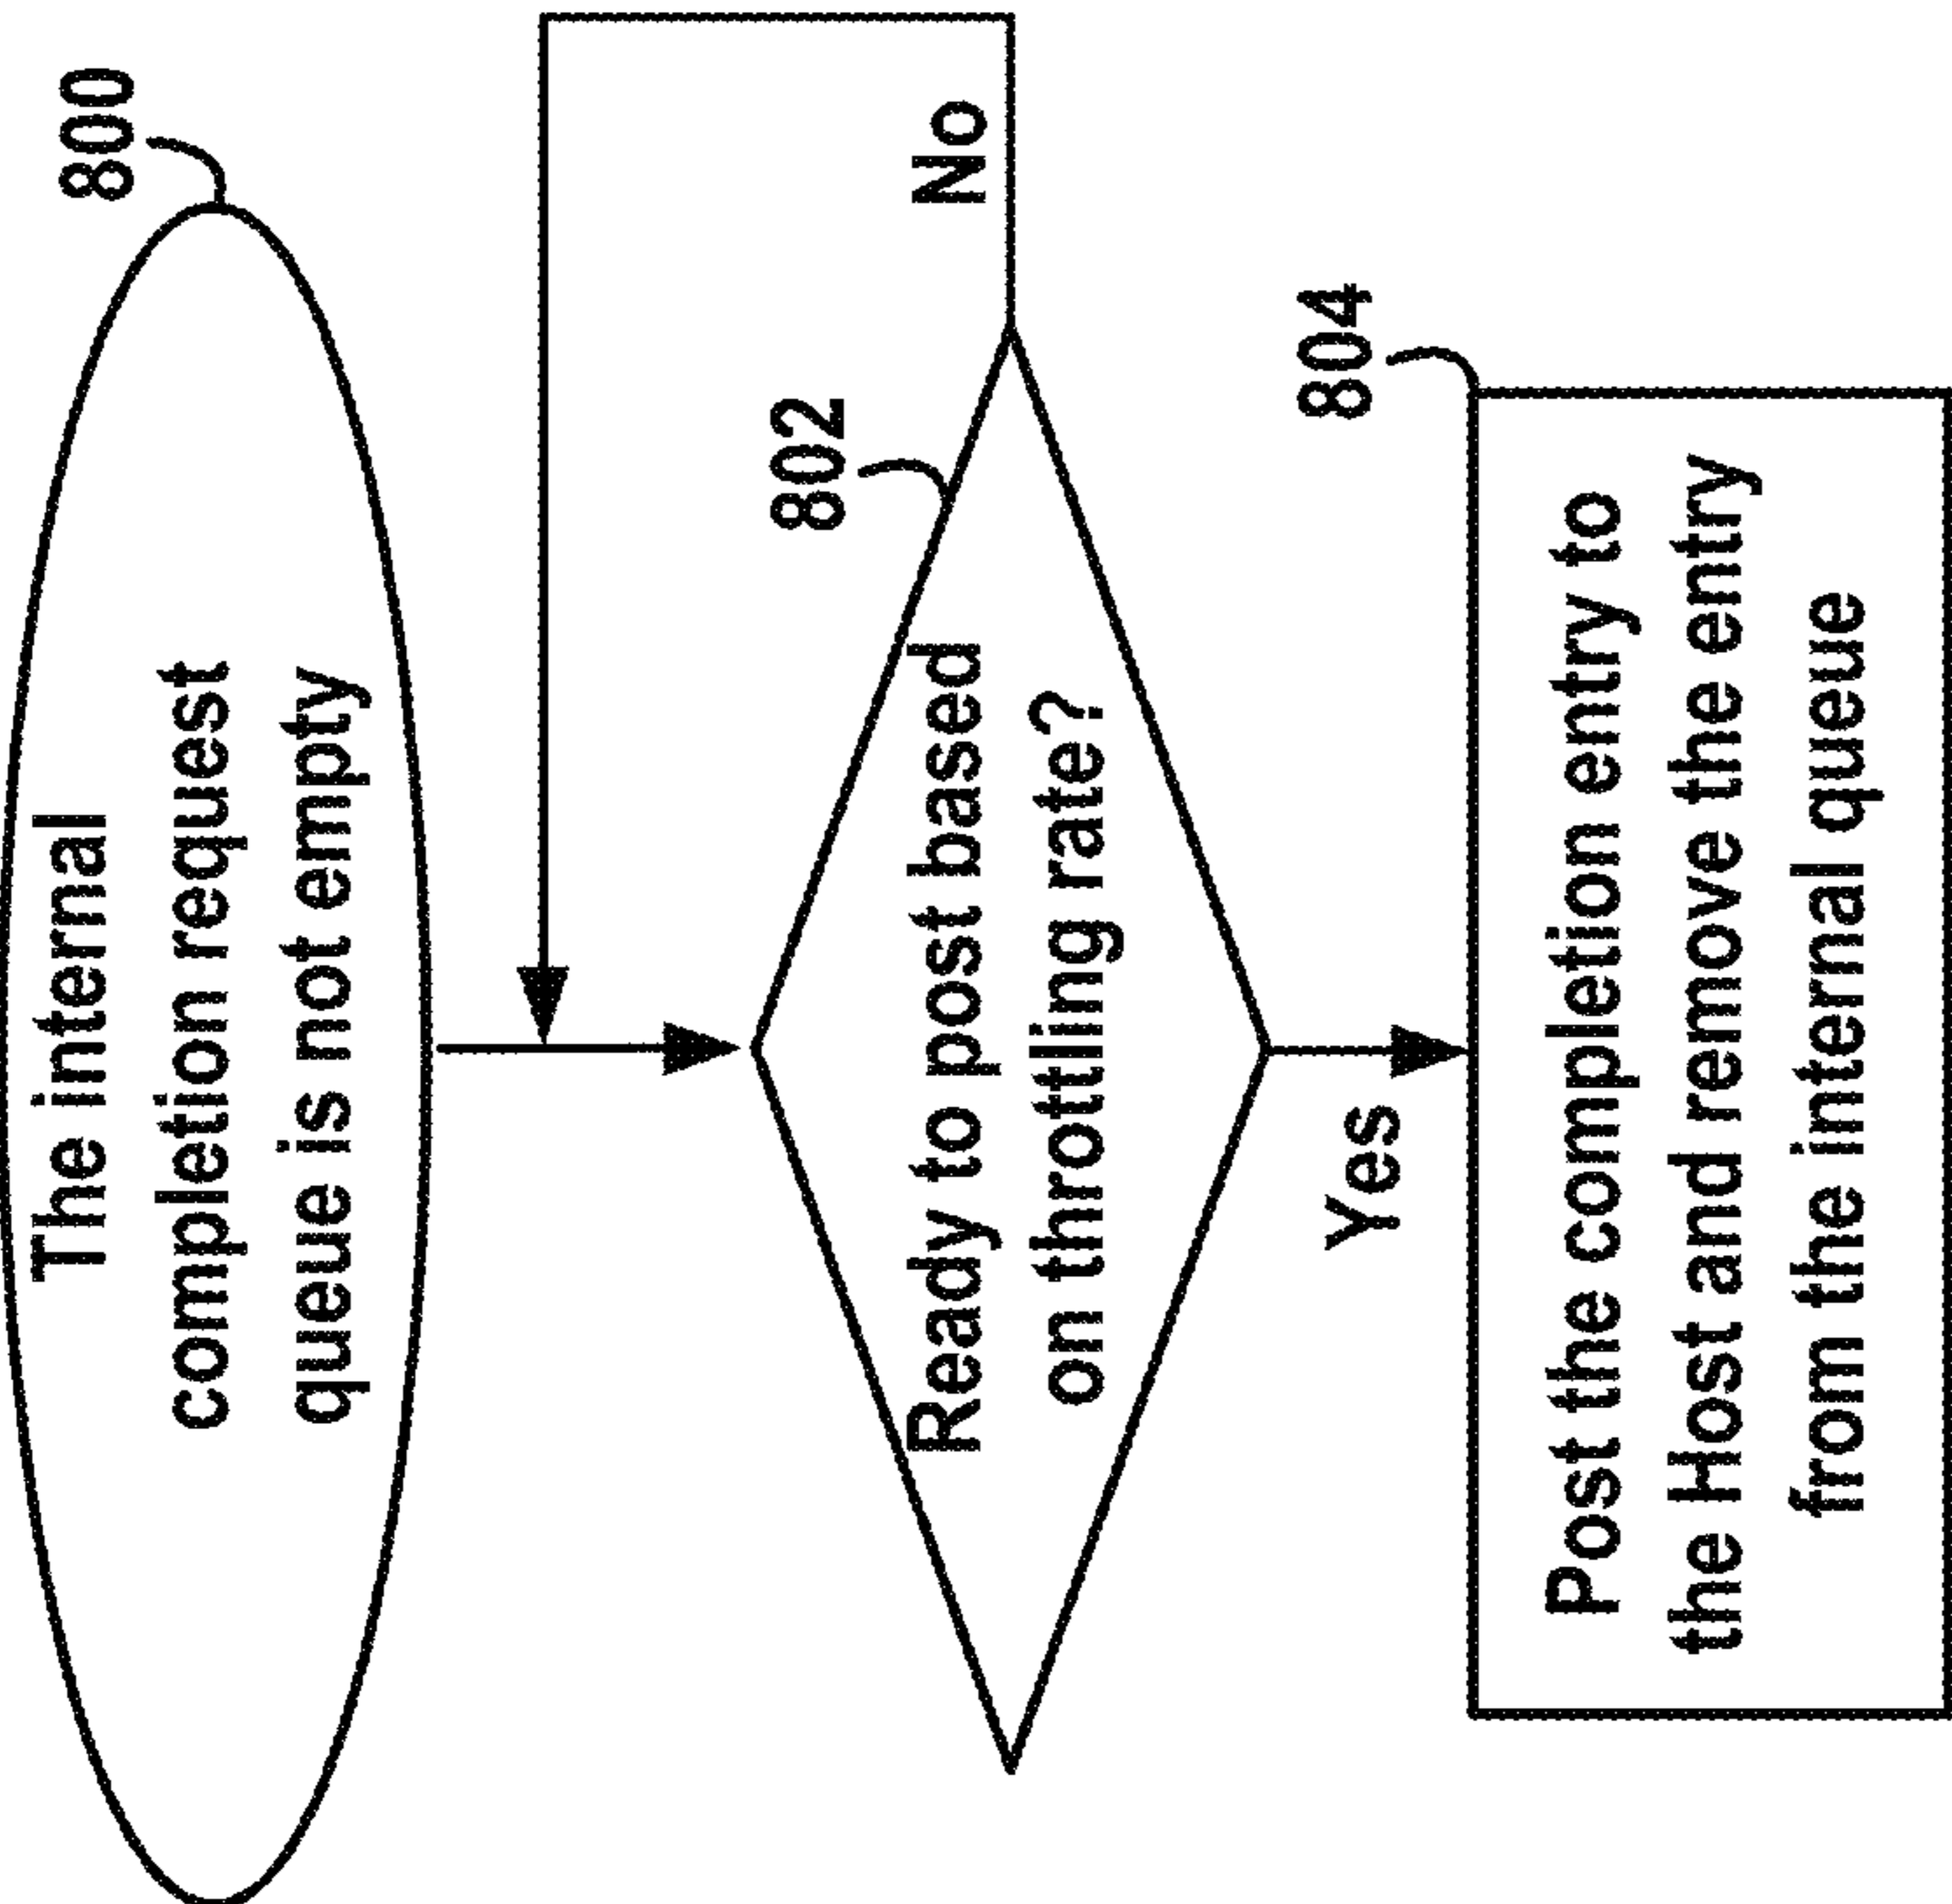 800
The internal
completion request
queue is not empty
802
No
Ready to post based
on throttling rate?
Yes
804
Post the completion entry to
the Host and remove the entry
from the internal queue